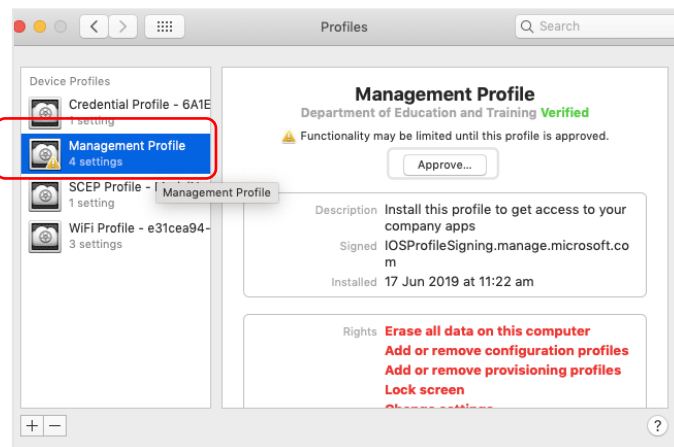 Profiles
Search
Device Profiles
Credential Profile - 6A1E
1 setting
Management Profile
4 settings
SCEP Profile -
1 setting
Management Profile
WiFi Profile - e31cea94-
3 settings
Management Profile
Department of Education and Training Verified
Functionality may be limited until this profile is approved.
Approve...
Description Install this profile to get access to your
company apps
Signed IOSProfileSigning.manage.microsoft.co
m
Installed 17 Jun 2019 at 11:22 am
Rights Erase all data on this computer
Add or remove configuration profiles
Add or remove provisioning profiles
Lock screen
Change settings
+ −
?